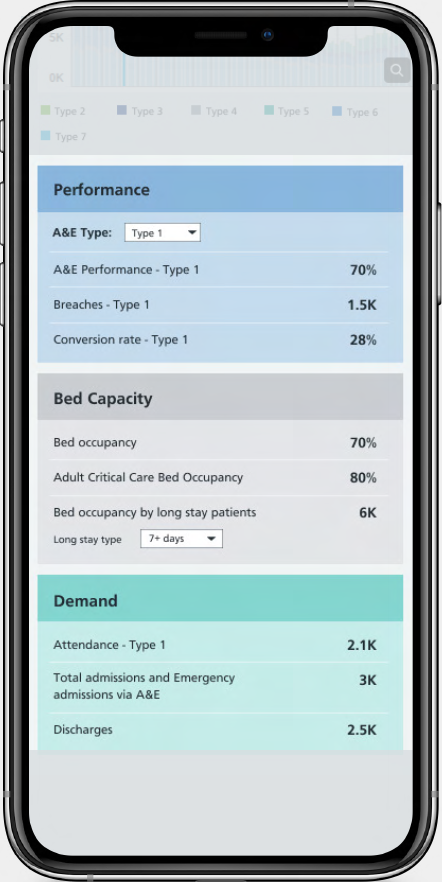 5K
0K
Type 2
Type 3
Type 4
Type 5
Type 6
Type 7
Performance
A&E Type: Type 1
A&E Performance - Type 1 70%
Breaches - Type 1 1.5K
Conversion rate - Type 1 28%
Bed Capacity
Bed occupancy 70%
Adult Critical Care Bed Occupancy 80%
Bed occupancy by long stay patients 6K
Long stay type 7+ days
Demand
Attendance - Type 1 2.1K
Total admissions and Emergency 3K
admissions via A&E
Discharges 2.5K